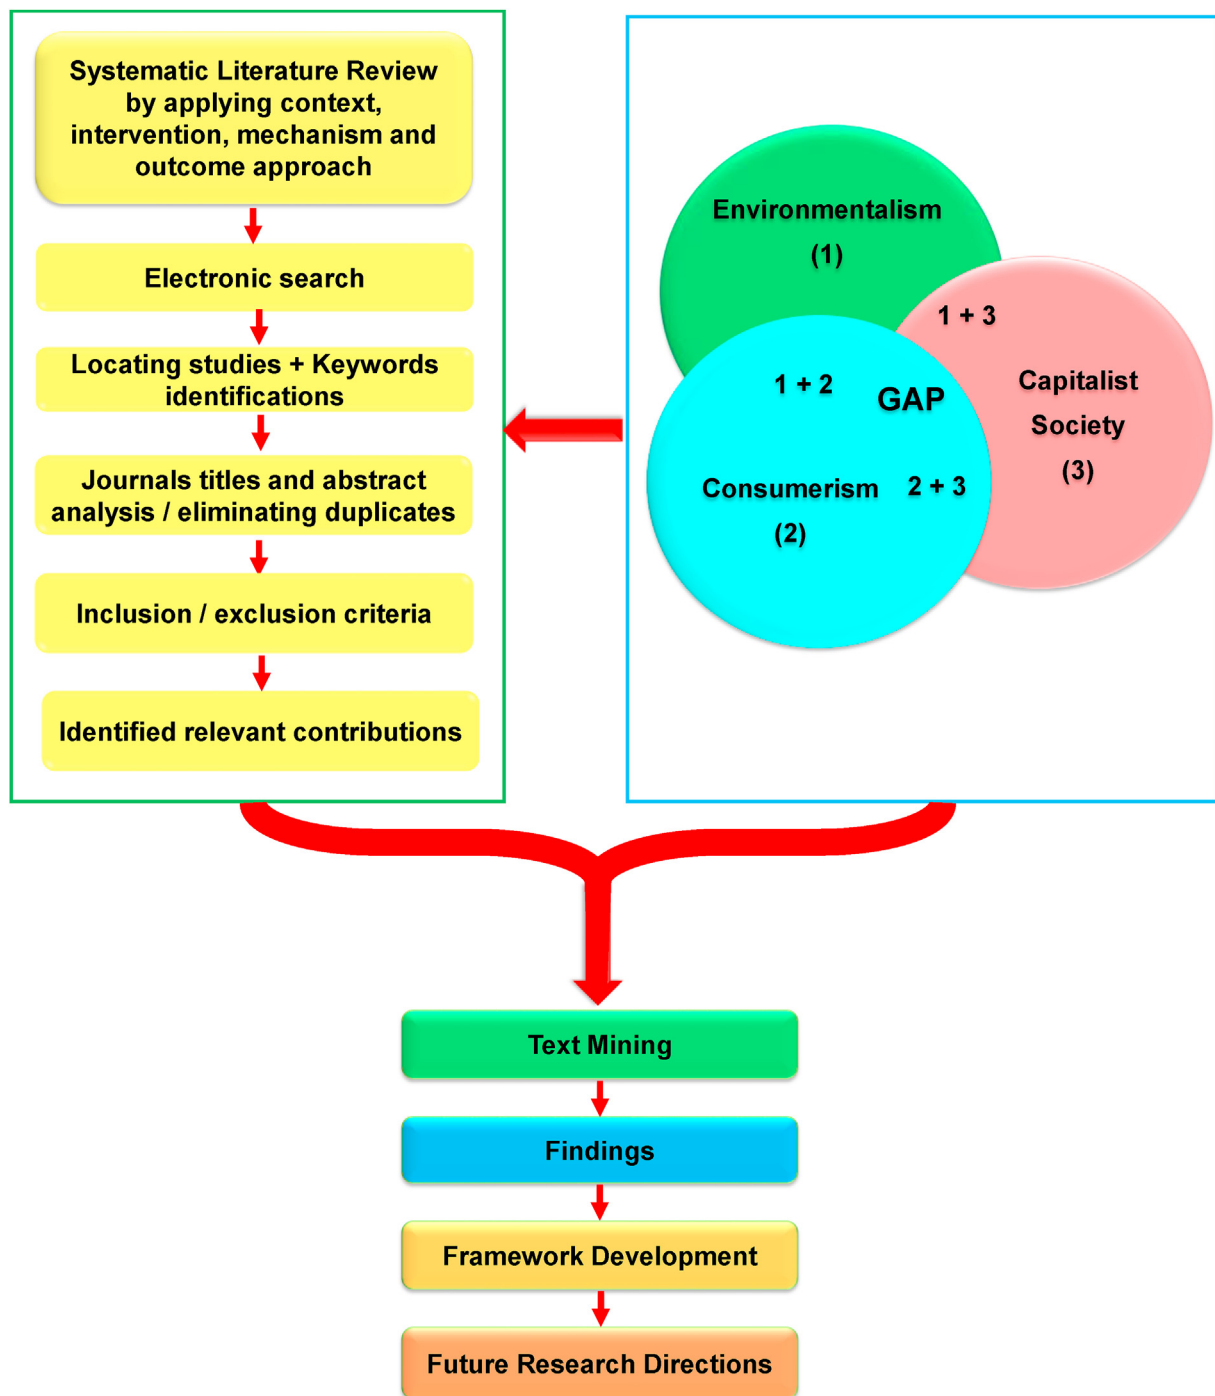 Systematic Literature Review
by applying context,
intervention, mechanism and
outcome approach
Electronic search
Locating studies + Keywords
identifications
Journals titles and abstract
analysis / eliminating duplicates
Inclusion / exclusion criteria
Identified relevant contributions
Environmentalism
(1)
1 + 3
Capitalist
Society
(3)
1 + 2
GAP
Consumerism
(2)
2 + 3
Text Mining
Findings
Framework Development
Future Research Directions